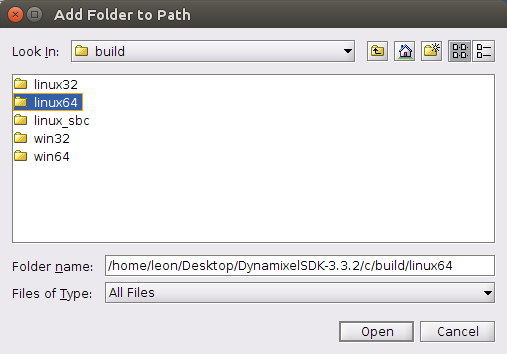 Add Folder to Path
Look In: build
linux32
linux64
linux_sbc
win32
win64
Folder name: /home/leon/Desktop/DynamixelSDK-3.3.2/c/build/linux64
Files of Type: All Files
Open Cancel